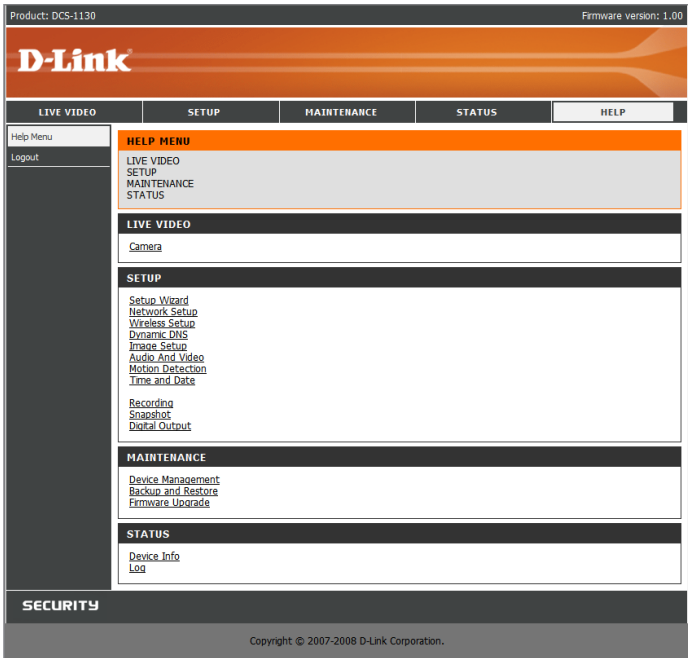 Product: DCS-1130
Firmware version: 1.00
D-Link
LIVE VIDEO
SETUP
MAINTENANCE
STATUS
HELP
Help Menu
Logout
HELP MENU
LIVE VIDEO
SETUP
MAINTENANCE
STATUS
LIVE VIDEO
Camera
SETUP
Setup Wizard
Network Setup
Wireless Setup
Dynamic DNS
Image Setup
Audio And Video
Motion Detection
Time and Date
Recording
Snapshot
Digital Output
MAINTENANCE
Device Management
Backup and Restore
Firmware Upgrade
STATUS
Device Info
Log
SECURITY
Copyright © 2007-2008 D-Link Corporation.